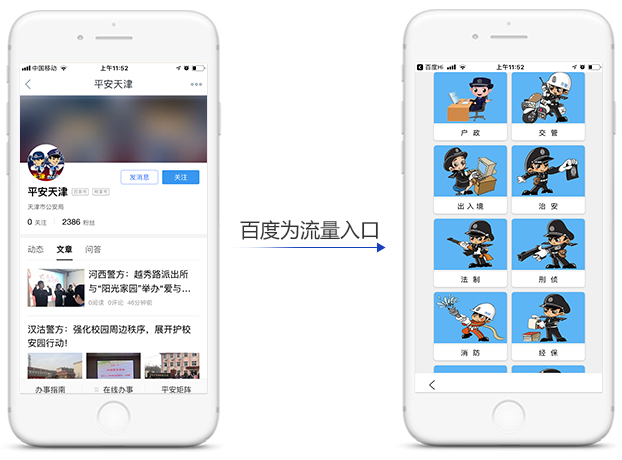 中国移动
上午11:52
平安天津
平安天津
发消息
关注
天津市公安局
0 关注
2386 粉丝
动态
文章
问答
河西警方：越秀路派出所
与“阳光家园”举办“爱与...
0阅读 0评论 46分钟前
汉沽警方：强化校园周边秩序，展开护校
安园行动！
办事指南
在线办事
平安矩阵
百度为流量入口
百度Hi
上午11:52
户 政
交 管
出 入 境
治 安
法 制
刑 侦
消 防
经 保